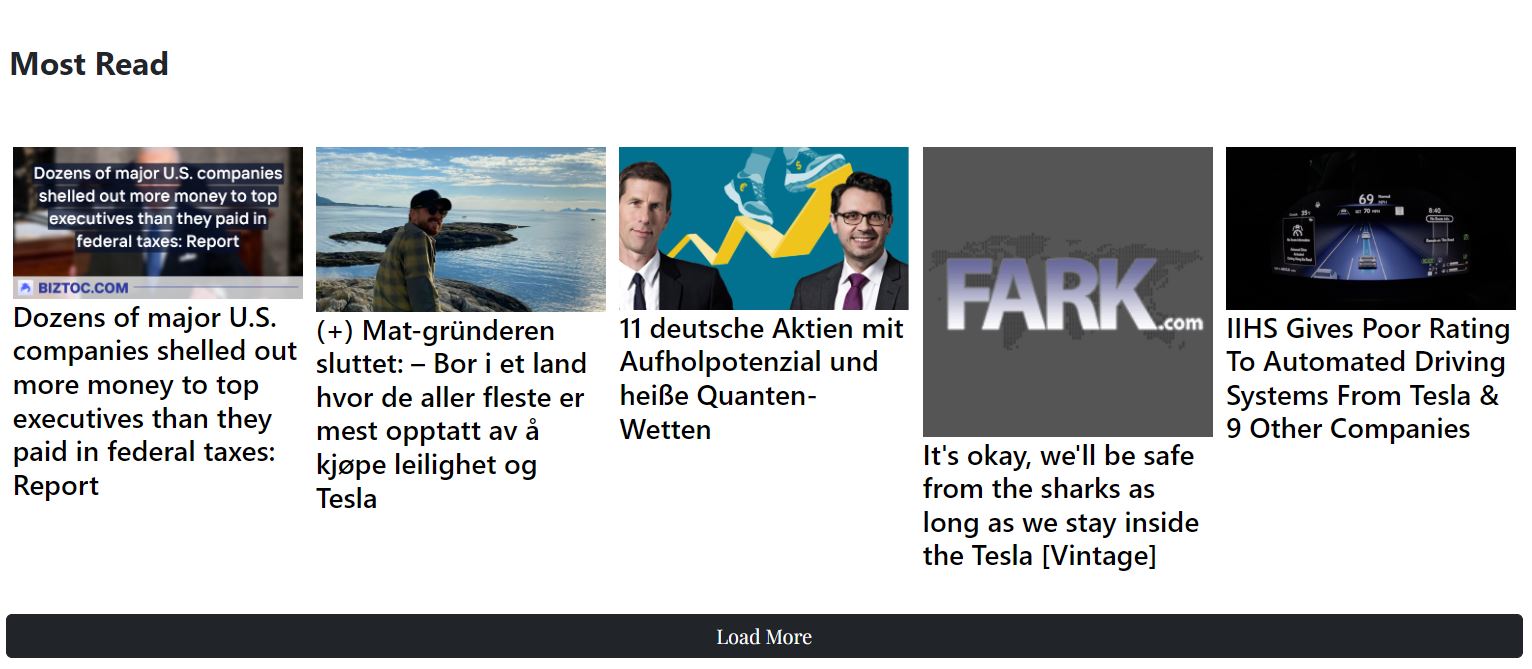 Most Read
Dozens of major U.S. companies
shelled out more money to top
executives than they paid in
federal taxes: Report
BIZTOC.COM
Dozens of major U.S.
companies shelled out
more money to top
executives than they
paid in federal taxes:
Report
(+) Mat-gründeren
sluttet: – Bor i et land
hvor de aller fleste er
mest opptatt av å
kjøpe leilighet og
Tesla
11 deutsche Aktien mit
Aufholpotenzial und
heiße Quanten-
Wetten
FARK.com
It's okay, we'll be safe
from the sharks as
long as we stay inside
the Tesla [Vintage]
69
MPH
8:40
IIHS Gives Poor Rating
To Automated Driving
Systems From Tesla &
9 Other Companies
Load More